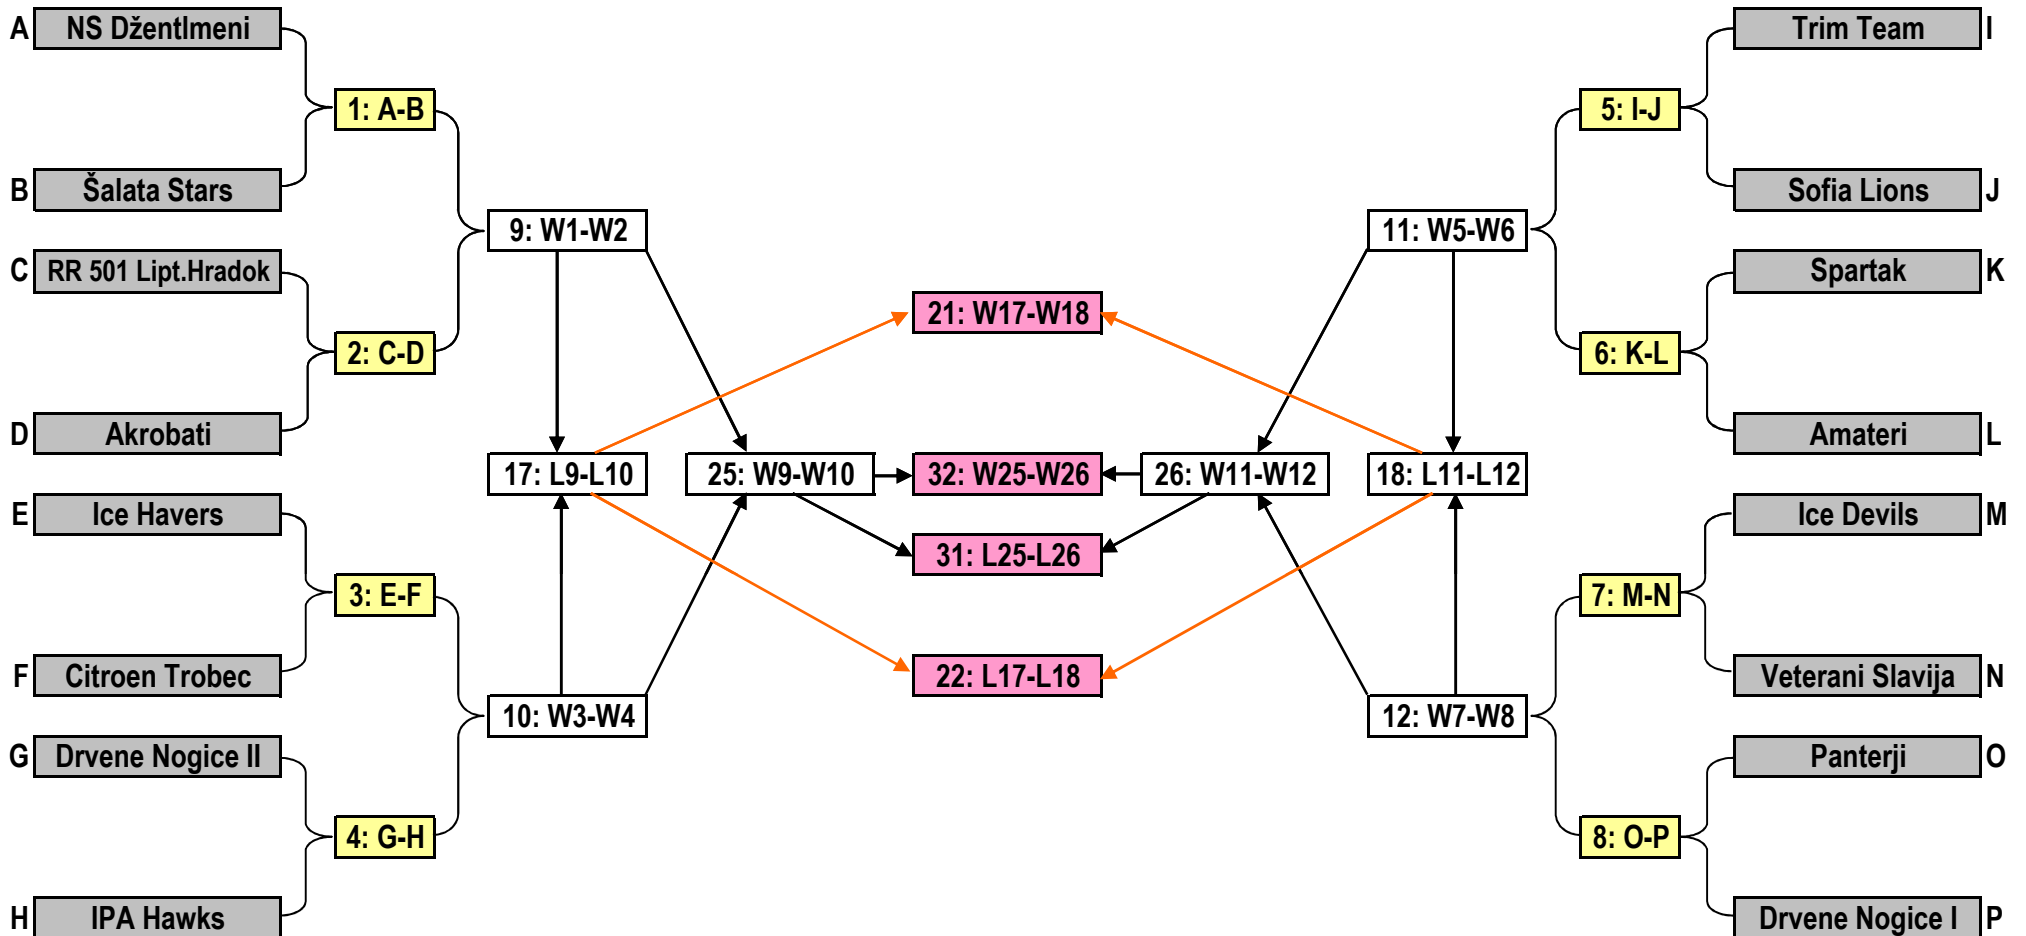 A NS Džentlmeni
Trim Team I
1: A-B
5: I-J
B Šalata Stars
Sofia Lions J
9: W1-W2
11: W5-W6
C RR 501 Lipt.Hradok
Spartak K
21: W17-W18
2: C-D
6: K-L
D Akrobati
Amateri L
17: L9-L10
25: W9-W10
32: W25-W26
26: W11-W12
18: L11-L12
E Ice Havers
Ice Devils M
31: L25-L26
3: E-F
7: M-N
F Citroen Trobec
22: L17-L18
Veterani Slavija N
10: W3-W4
12: W7-W8
G Drvene Nogice II
Panterji O
4: G-H
8: O-P
H IPA Hawks
Drvene Nogice I P